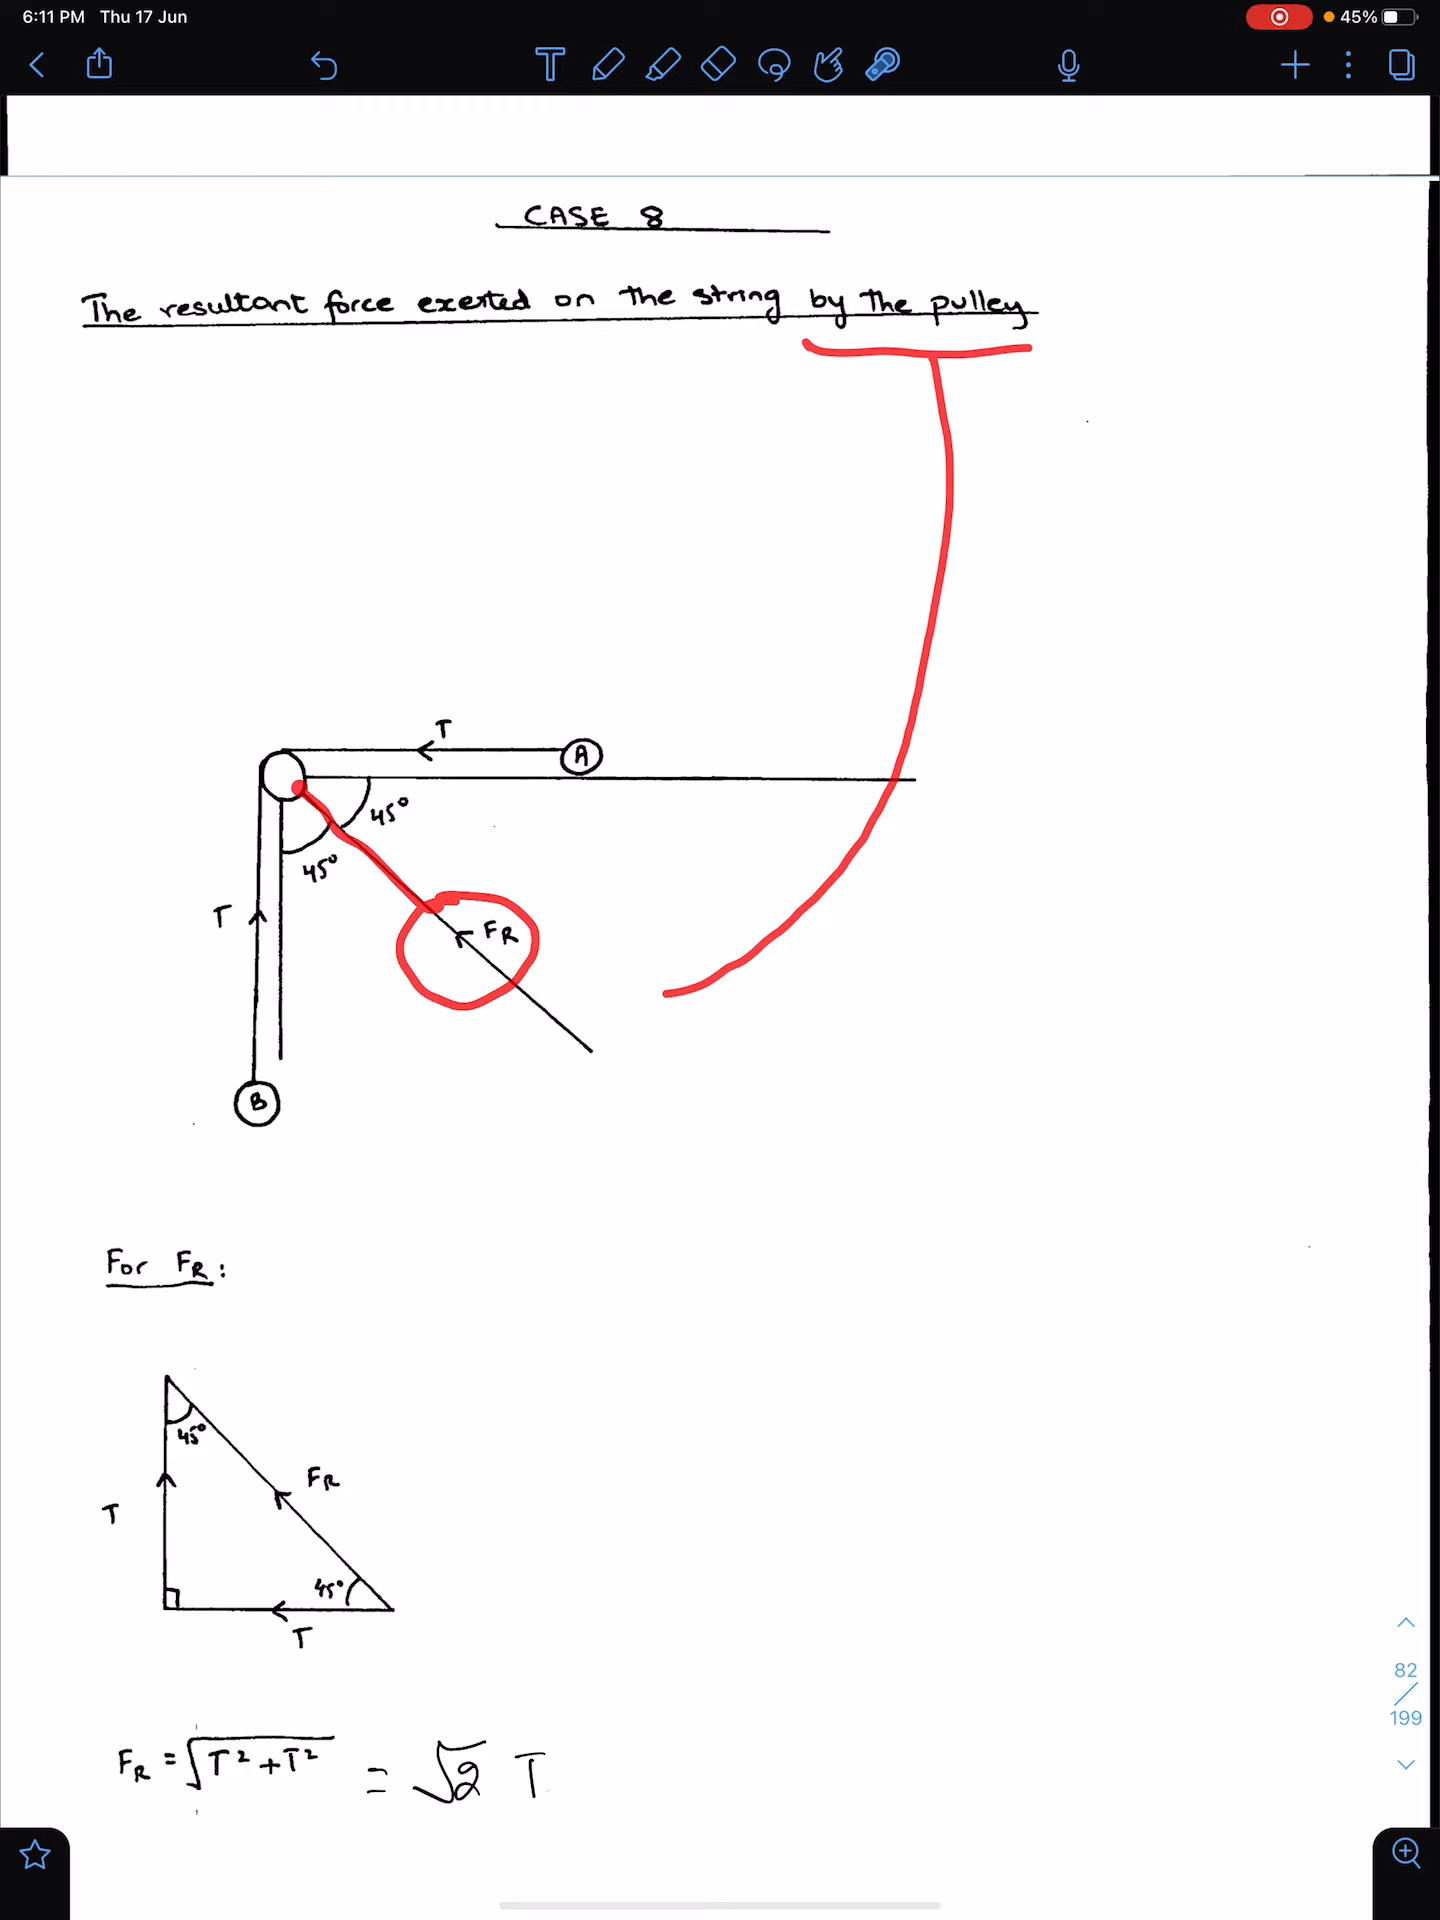 6:11 PM Thu 17 Jun
45%
CASE 8
The resultant force exerted on the string by the pulley
T
A
45°
45°
T
FR
B
For FR:
45°
FR
T
45°
T
82
199
FR = √T² + T² = √2 T